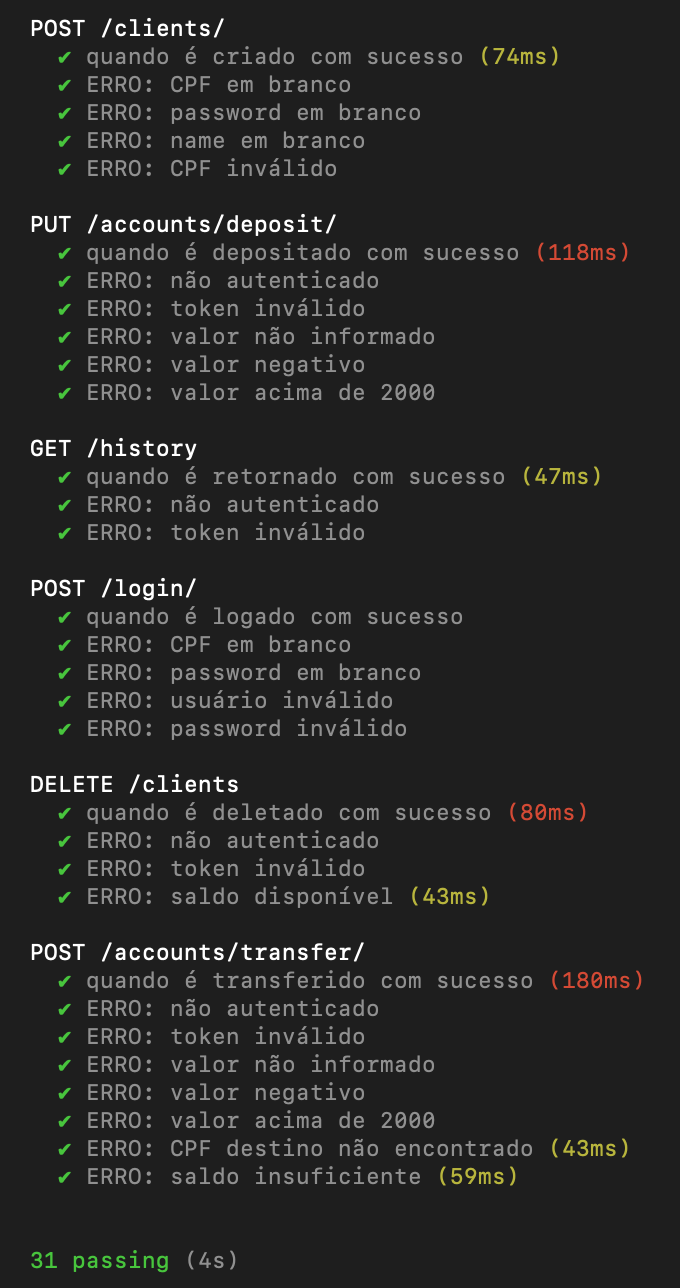 POST /clients/
✔ quando é criado com sucesso (74ms)
✔ ERRO: CPF em branco
✔ ERRO: password em branco
✔ ERRO: name em branco
✔ ERRO: CPF inválido
PUT /accounts/deposit/
✔ quando é depositado com sucesso (118ms)
✔ ERRO: não autenticado
✔ ERRO: token inválido
✔ ERRO: valor não informado
✔ ERRO: valor negativo
✔ ERRO: valor acima de 2000
GET /history
✔ quando é retornado com sucesso (47ms)
✔ ERRO: não autenticado
✔ ERRO: token inválido
POST /login/
✔ quando é logado com sucesso
✔ ERRO: CPF em branco
✔ ERRO: password em branco
✔ ERRO: usuário inválido
✔ ERRO: password inválido
DELETE /clients
✔ quando é deletado com sucesso (80ms)
✔ ERRO: não autenticado
✔ ERRO: token inválido
✔ ERRO: saldo disponível (43ms)
POST /accounts/transfer/
✔ quando é transferido com sucesso (180ms)
✔ ERRO: não autenticado
✔ ERRO: token inválido
✔ ERRO: valor não informado
✔ ERRO: valor negativo
✔ ERRO: valor acima de 2000
✔ ERRO: CPF destino não encontrado (43ms)
✔ ERRO: saldo insuficiente (59ms)
31 passing (4s)